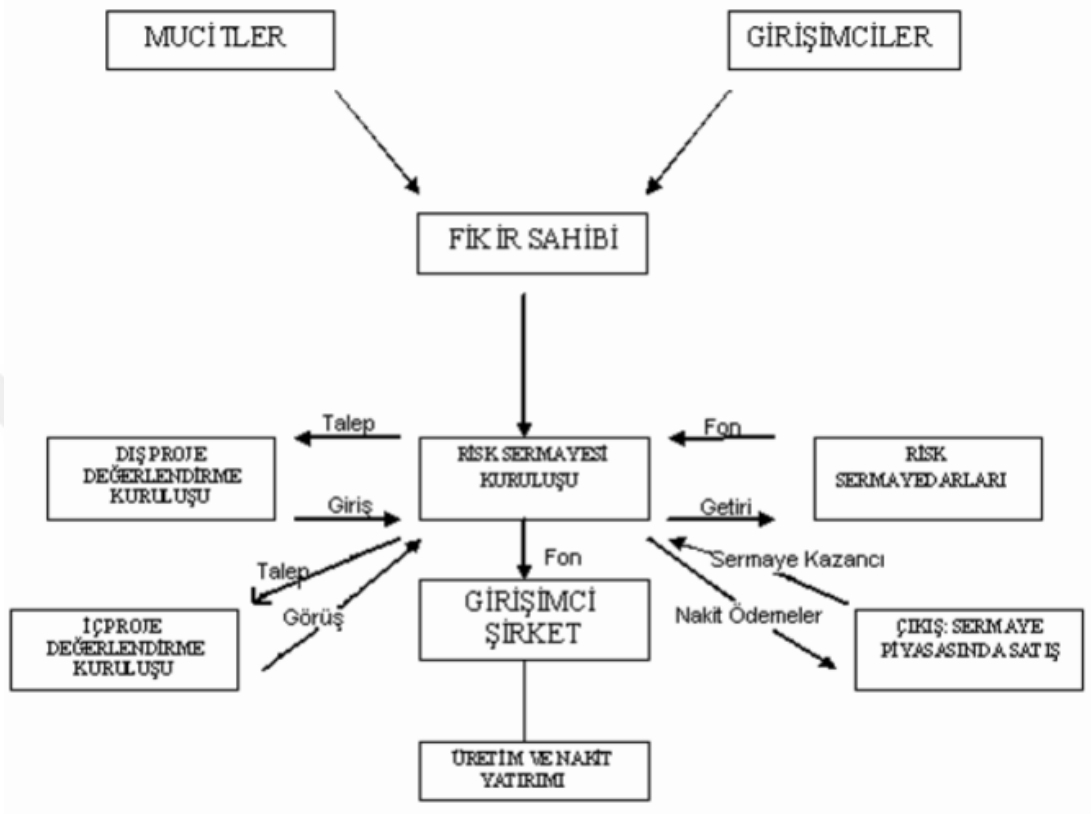 MUCİTLER
GİRİŞİMCİLER
FİKİR SAHİBİ
Talep
Fon
DIŞ PROJE
DEĞERLENDİRME
KURULUŞU
RİSK SERMAYESİ
KURULUŞU
RİSK
SERMAYEDARLARI
Giriş
Getiri
Talep
Fon
Sermaye Kazancı
Görüş
GİRİŞİMCİ
ŞİRKET
Nakit Ödemeler
İÇ PROJE
DEĞERLENDİRME
KURULUŞU
ÇIKIŞ: SERMAYE
PİYASASINDA SATIŞ
ÜRETİM VE NAKİT
YATIRIMI